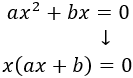 ax² + bx = 0
↓
x(ax + b) = 0